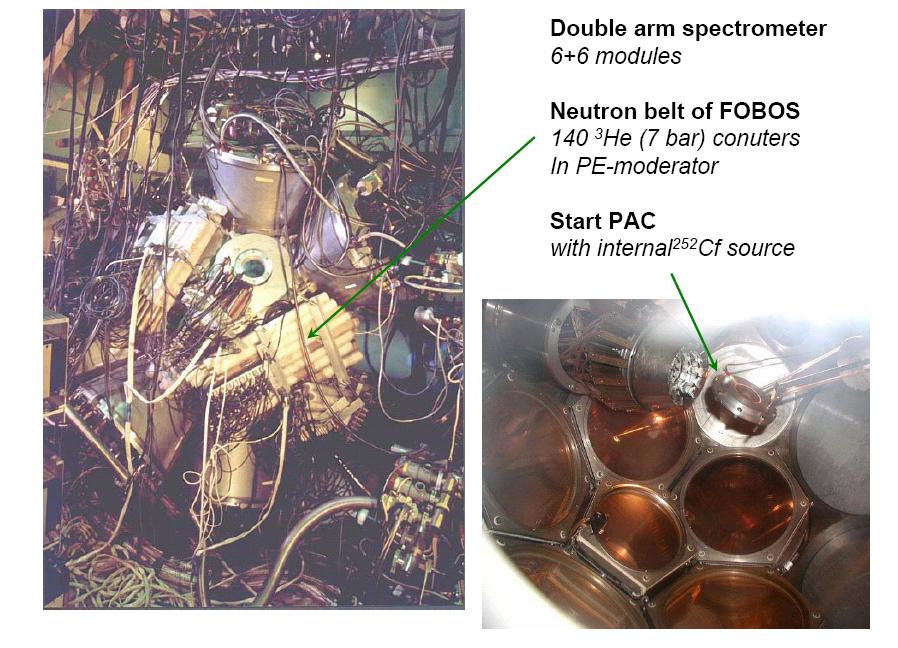 Double arm spectrometer
6+6 modules
Neutron belt of FOBOS
140 ³He (7 bar) conuters
In PE-moderator
Start PAC
with internal²⁵²Cf source